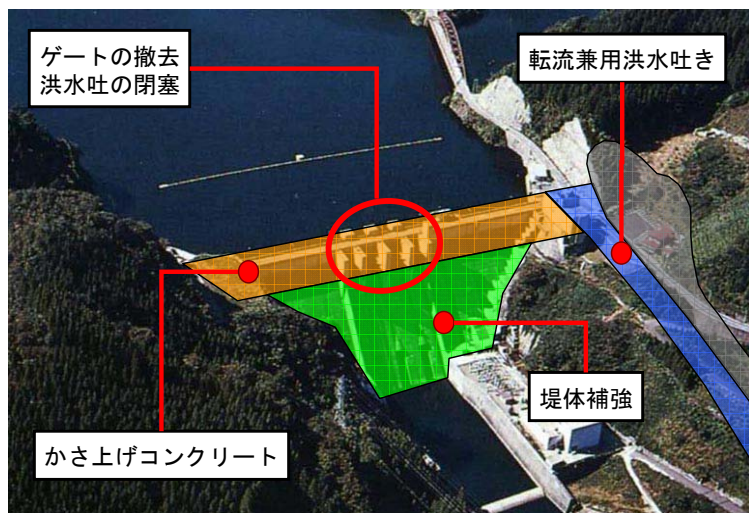 ゲートの撤去
洪水吐の閉塞
転流兼用洪水吐き
堤体補強
かさ上げコンクリート